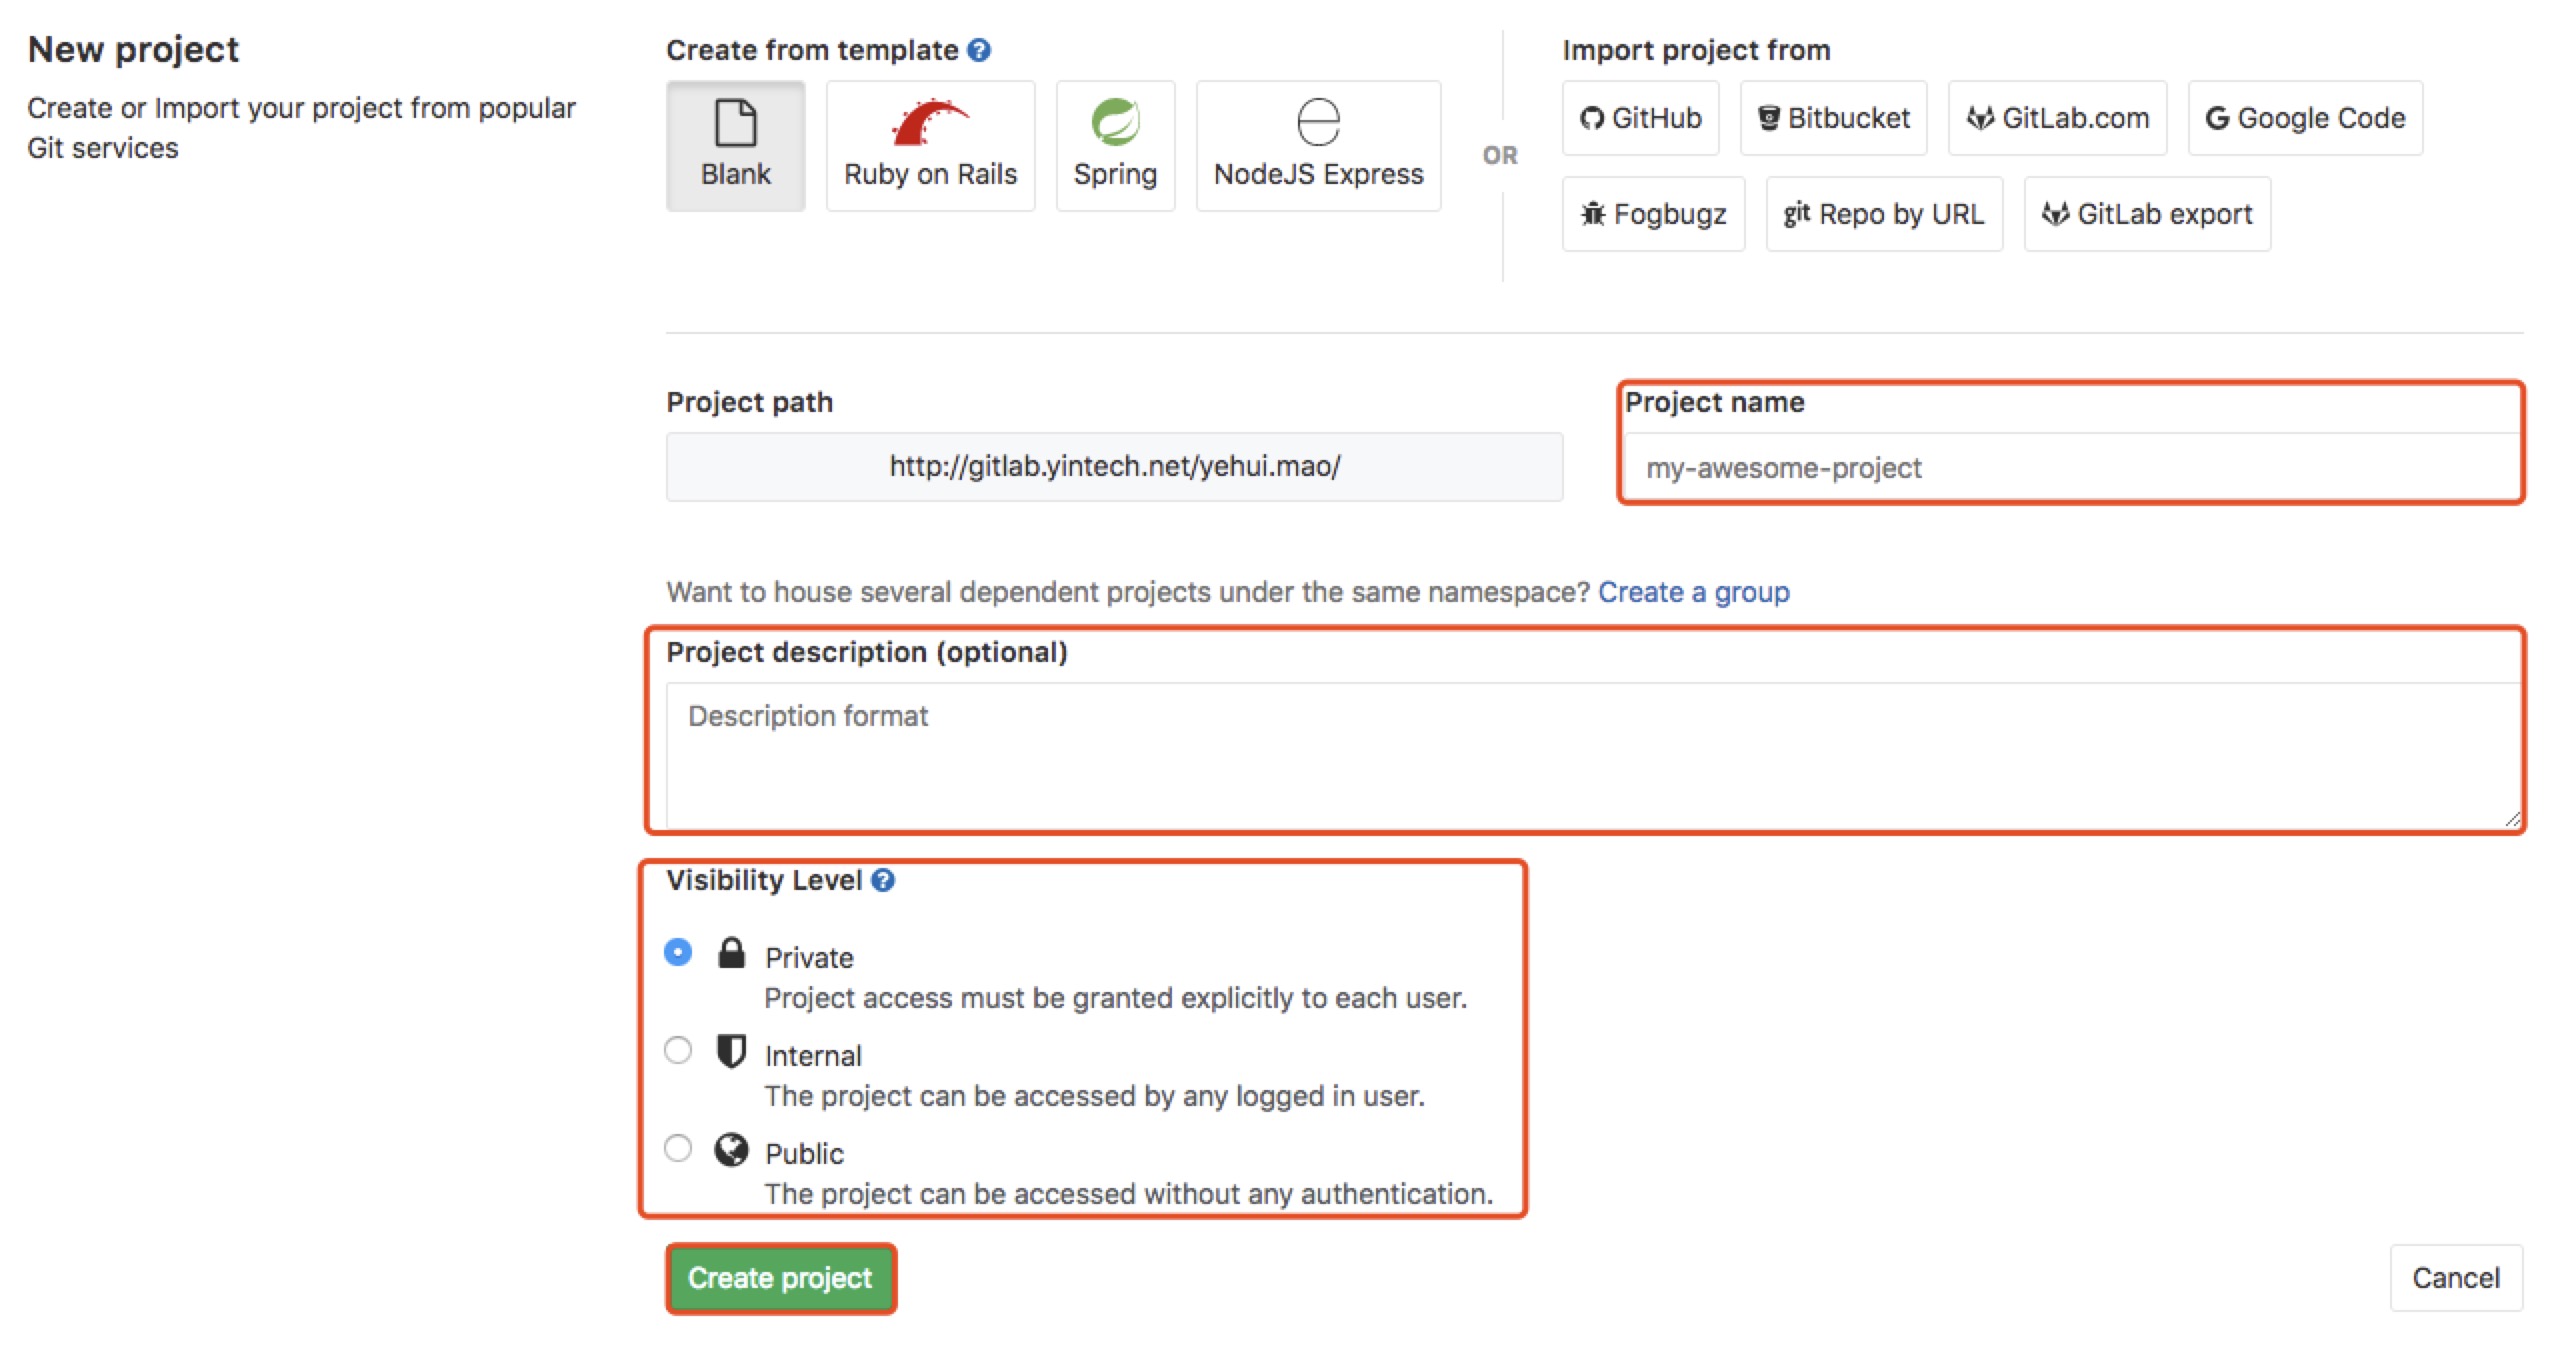 New project
Create or Import your project from popular
Git services
Create from template ?
Blank
Ruby on Rails
Spring
NodeJS Express
OR
Import project from
GitHub
Bitbucket
GitLab.com
G Google Code
Fogbugz
git Repo by URL
GitLab export
Project path
http://gitlab.yintech.net/yehui.mao/
Project name
my-awesome-project
Want to house several dependent projects under the same namespace? Create a group
Project description (optional)
Description format
Visibility Level ?
Private
Project access must be granted explicitly to each user.
Internal
The project can be accessed by any logged in user.
Public
The project can be accessed without any authentication.
Create project
Cancel